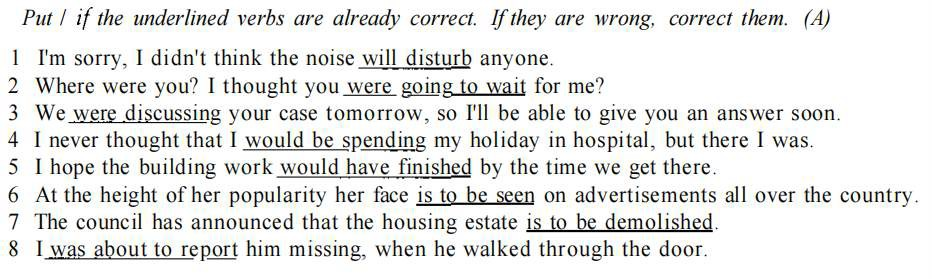 Put / if the underlined verbs are already correct. If they are wrong, correct them. (A)
1 I'm sorry, I didn't think the noise will disturb anyone.
2 Where were you? I thought you were going to wait for me?
3 We were discussing your case tomorrow, so I'll be able to give you an answer soon.
4 I never thought that I would be spending my holiday in hospital, but there I was.
5 I hope the building work would have finished by the time we get there.
6 At the height of her popularity her face is to be seen on advertisements all over the country.
7 The council has announced that the housing estate is to be demolished.
8 I was about to report him missing, when he walked through the door.